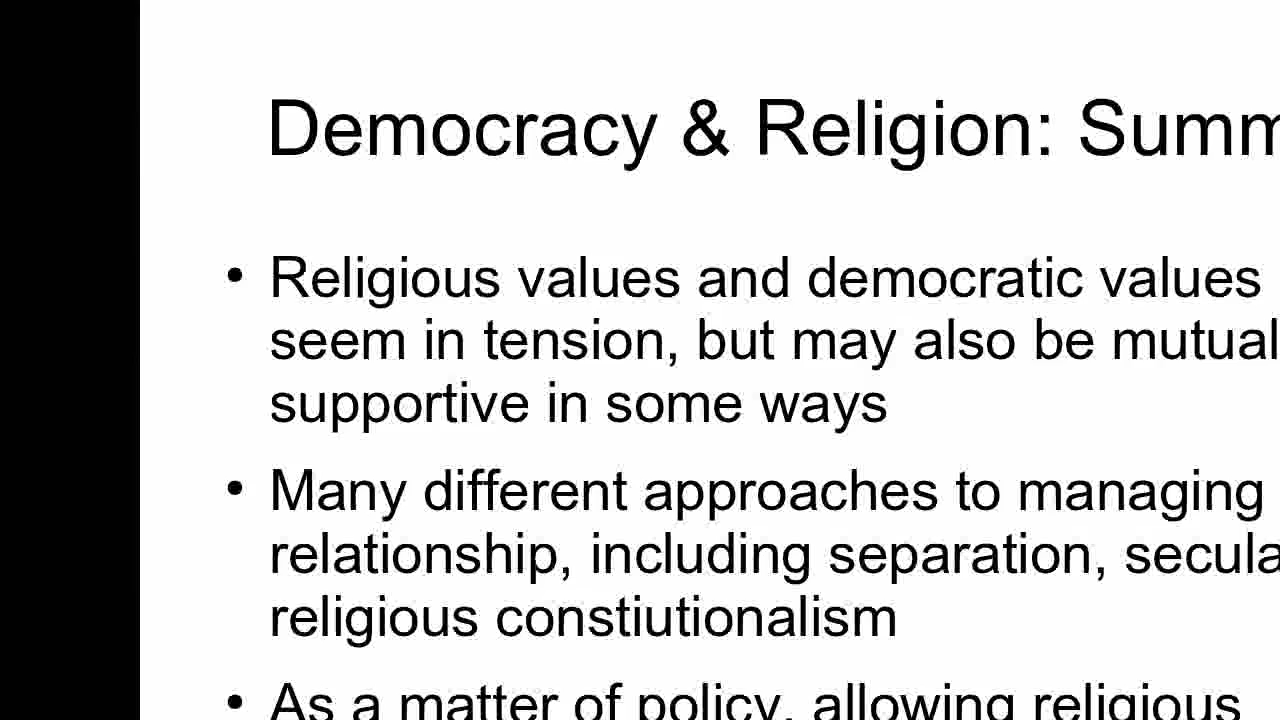 Democracy & Religion: Summ
• Religious values and democratic values
seem in tension, but may also be mutual
supportive in some ways
• Many different approaches to managing
relationship, including separation, secula
religious constiutionalism
• As a matter of policy, allowing religious